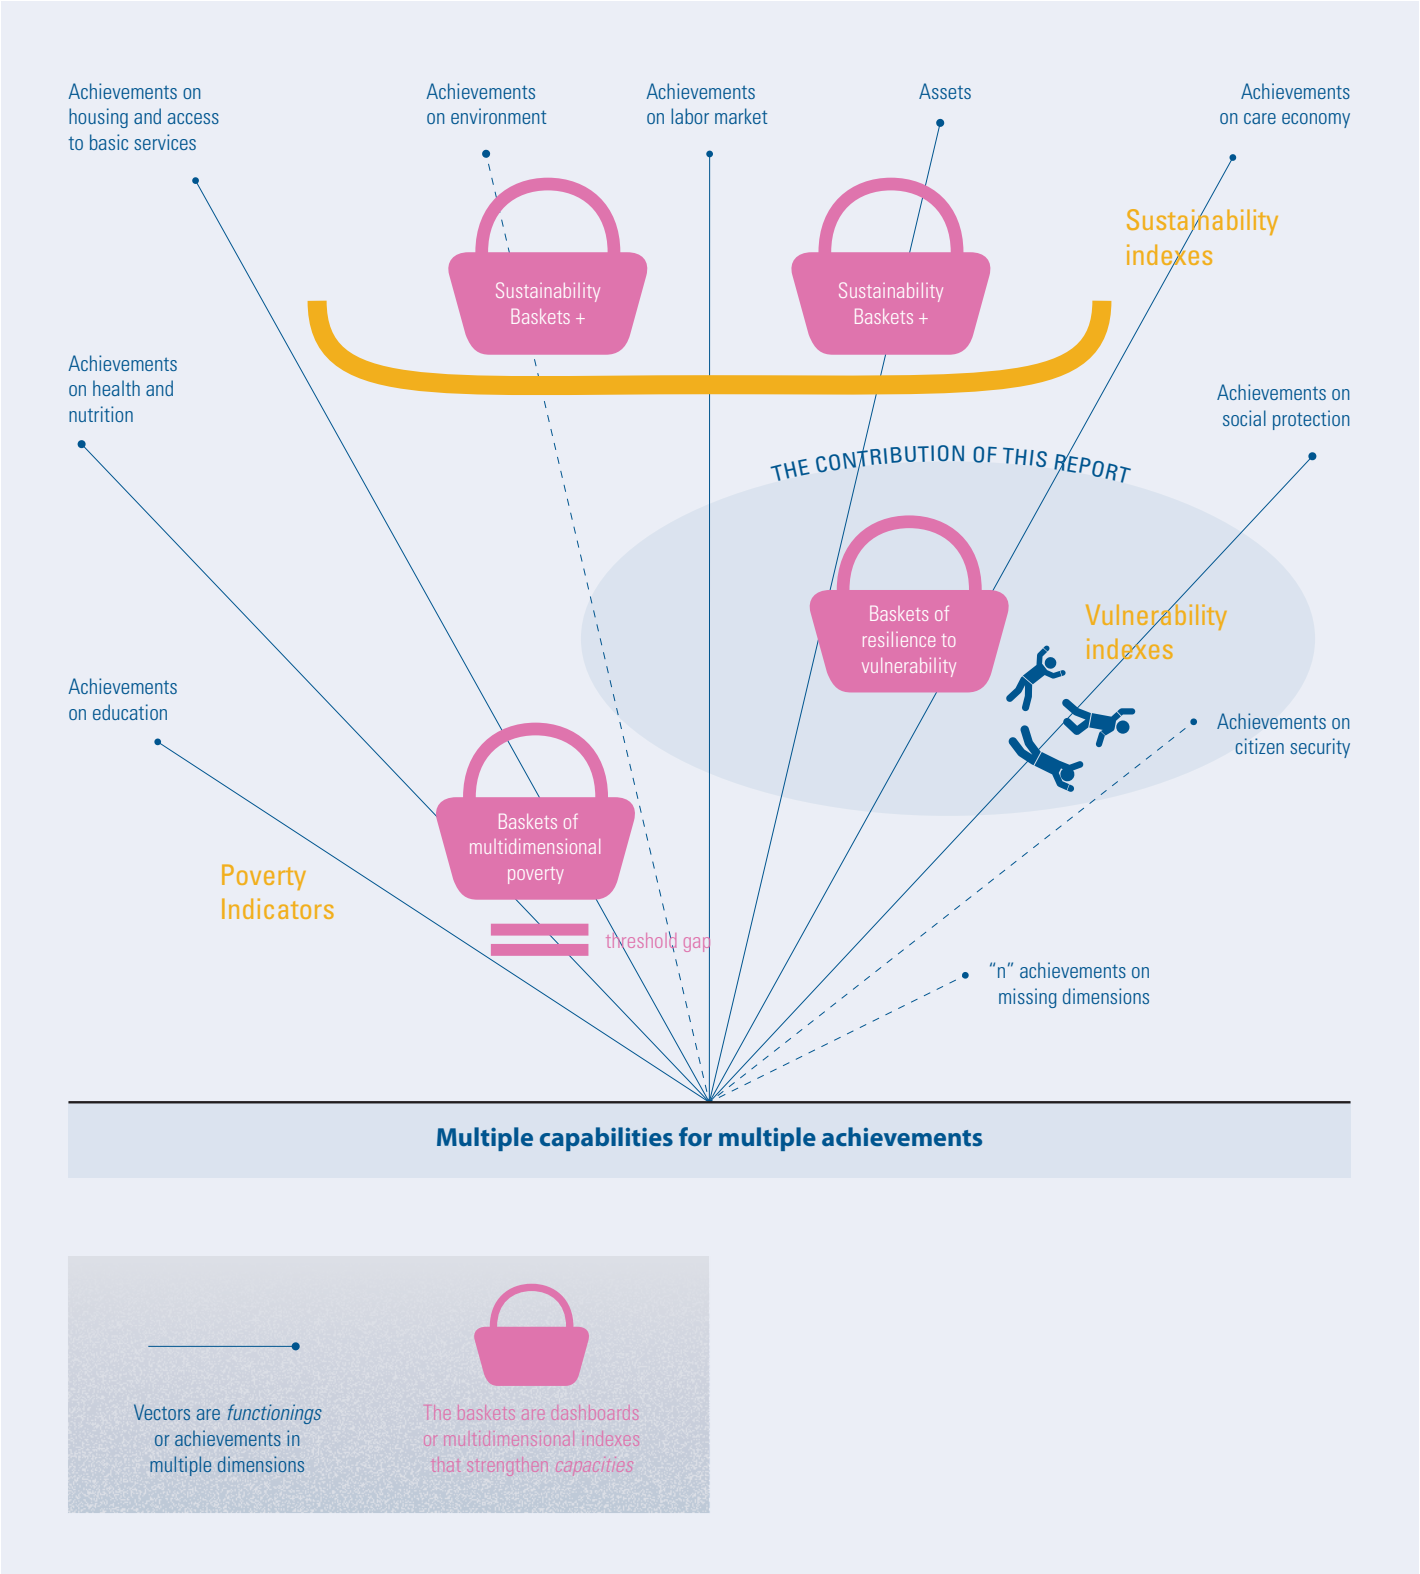 Achievements on
housing and access
to basic services
Achievements
on environment
Achievements
on labor market
Assets
Achievements
on care economy
Sustainability
indexes
Sustainability
Baskets +
Sustainability
Baskets +
Achievements
on health and
nutrition
Achievements on
social protection
THE CONTRIBUTION OF THIS REPORT
Baskets of
resilience to
vulnerability
Vulnerability
indexes
Achievements
on education
Achievements on
citizen security
Baskets of
multidimensional
poverty
Poverty
Indicators
threshold gap
“n” achievements on
missing dimensions
Multiple capabilities for multiple achievements
Vectors are functionings
or achievements in
multiple dimensions
The baskets are dashboards
or multidimensional indexes
that strengthen capacities